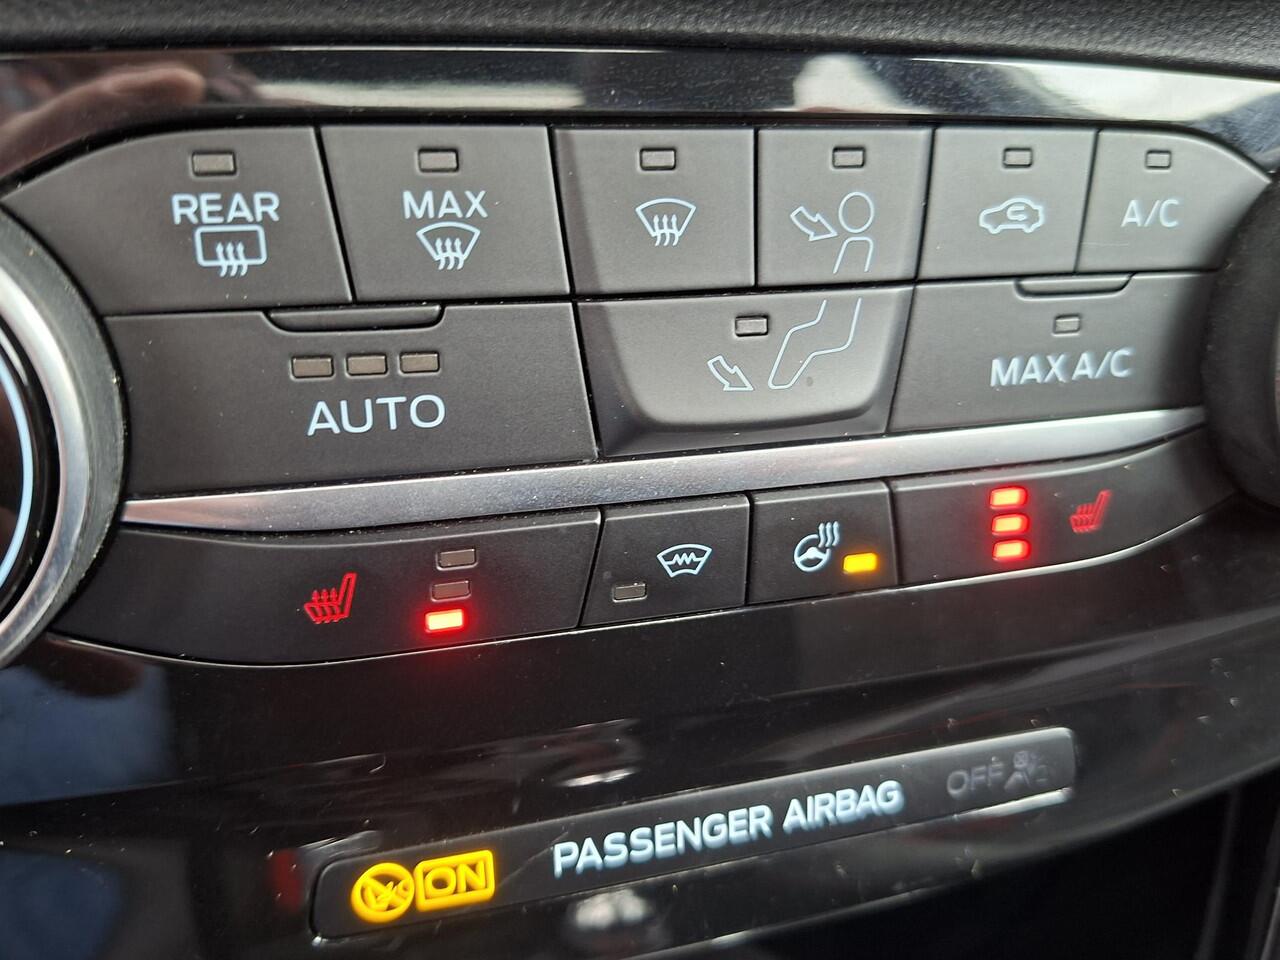 REAR
MAX
A/C
AUTO
MAX A/C
ON
PASSENGER AIRBAG
OFF